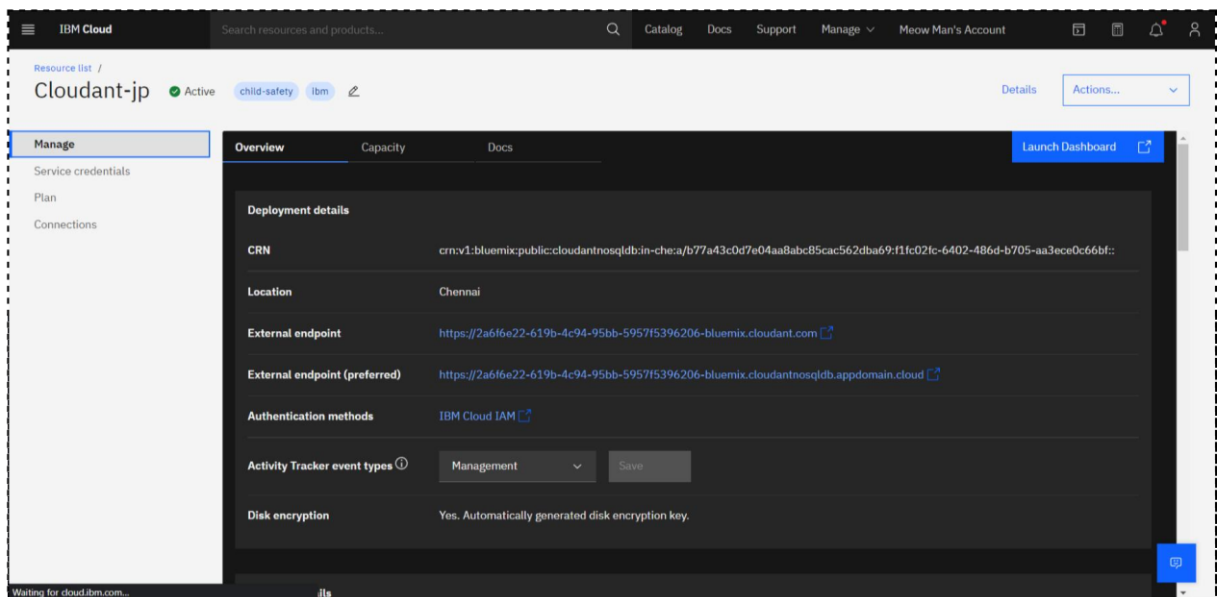 IBM Cloud
Search resources and products...
Catalog
Docs
Support
Manage
Meow Man's Account
Resource list /
Cloudant-jp
Active
child-safety
ibm
Details
Actions...
Manage
Service credentials
Plan
Connections
Overview
Capacity
Docs
Launch Dashboard
Deployment details
CRN crn:v1:bluemix:public:cloudantnosqldb:in-che:a/b77a43c0d7e04aa8abc85cac562dba69:f1fc02fc-6402-486d-b705-aa3ece0c66bf::
Location Chennai
External endpoint https://2a6f6e22-619b-4c94-95bb-5957f5396206-bluemix.cloudant.com
External endpoint (preferred) https://2a6f6e22-619b-4c94-95bb-5957f5396206-bluemix.cloudantnosqldb.appdomain.cloud
Authentication methods IBM Cloud IAM
Activity Tracker event types Management Save
Disk encryption Yes. Automatically generated disk encryption key.
Waiting for cloud.ibm.com...